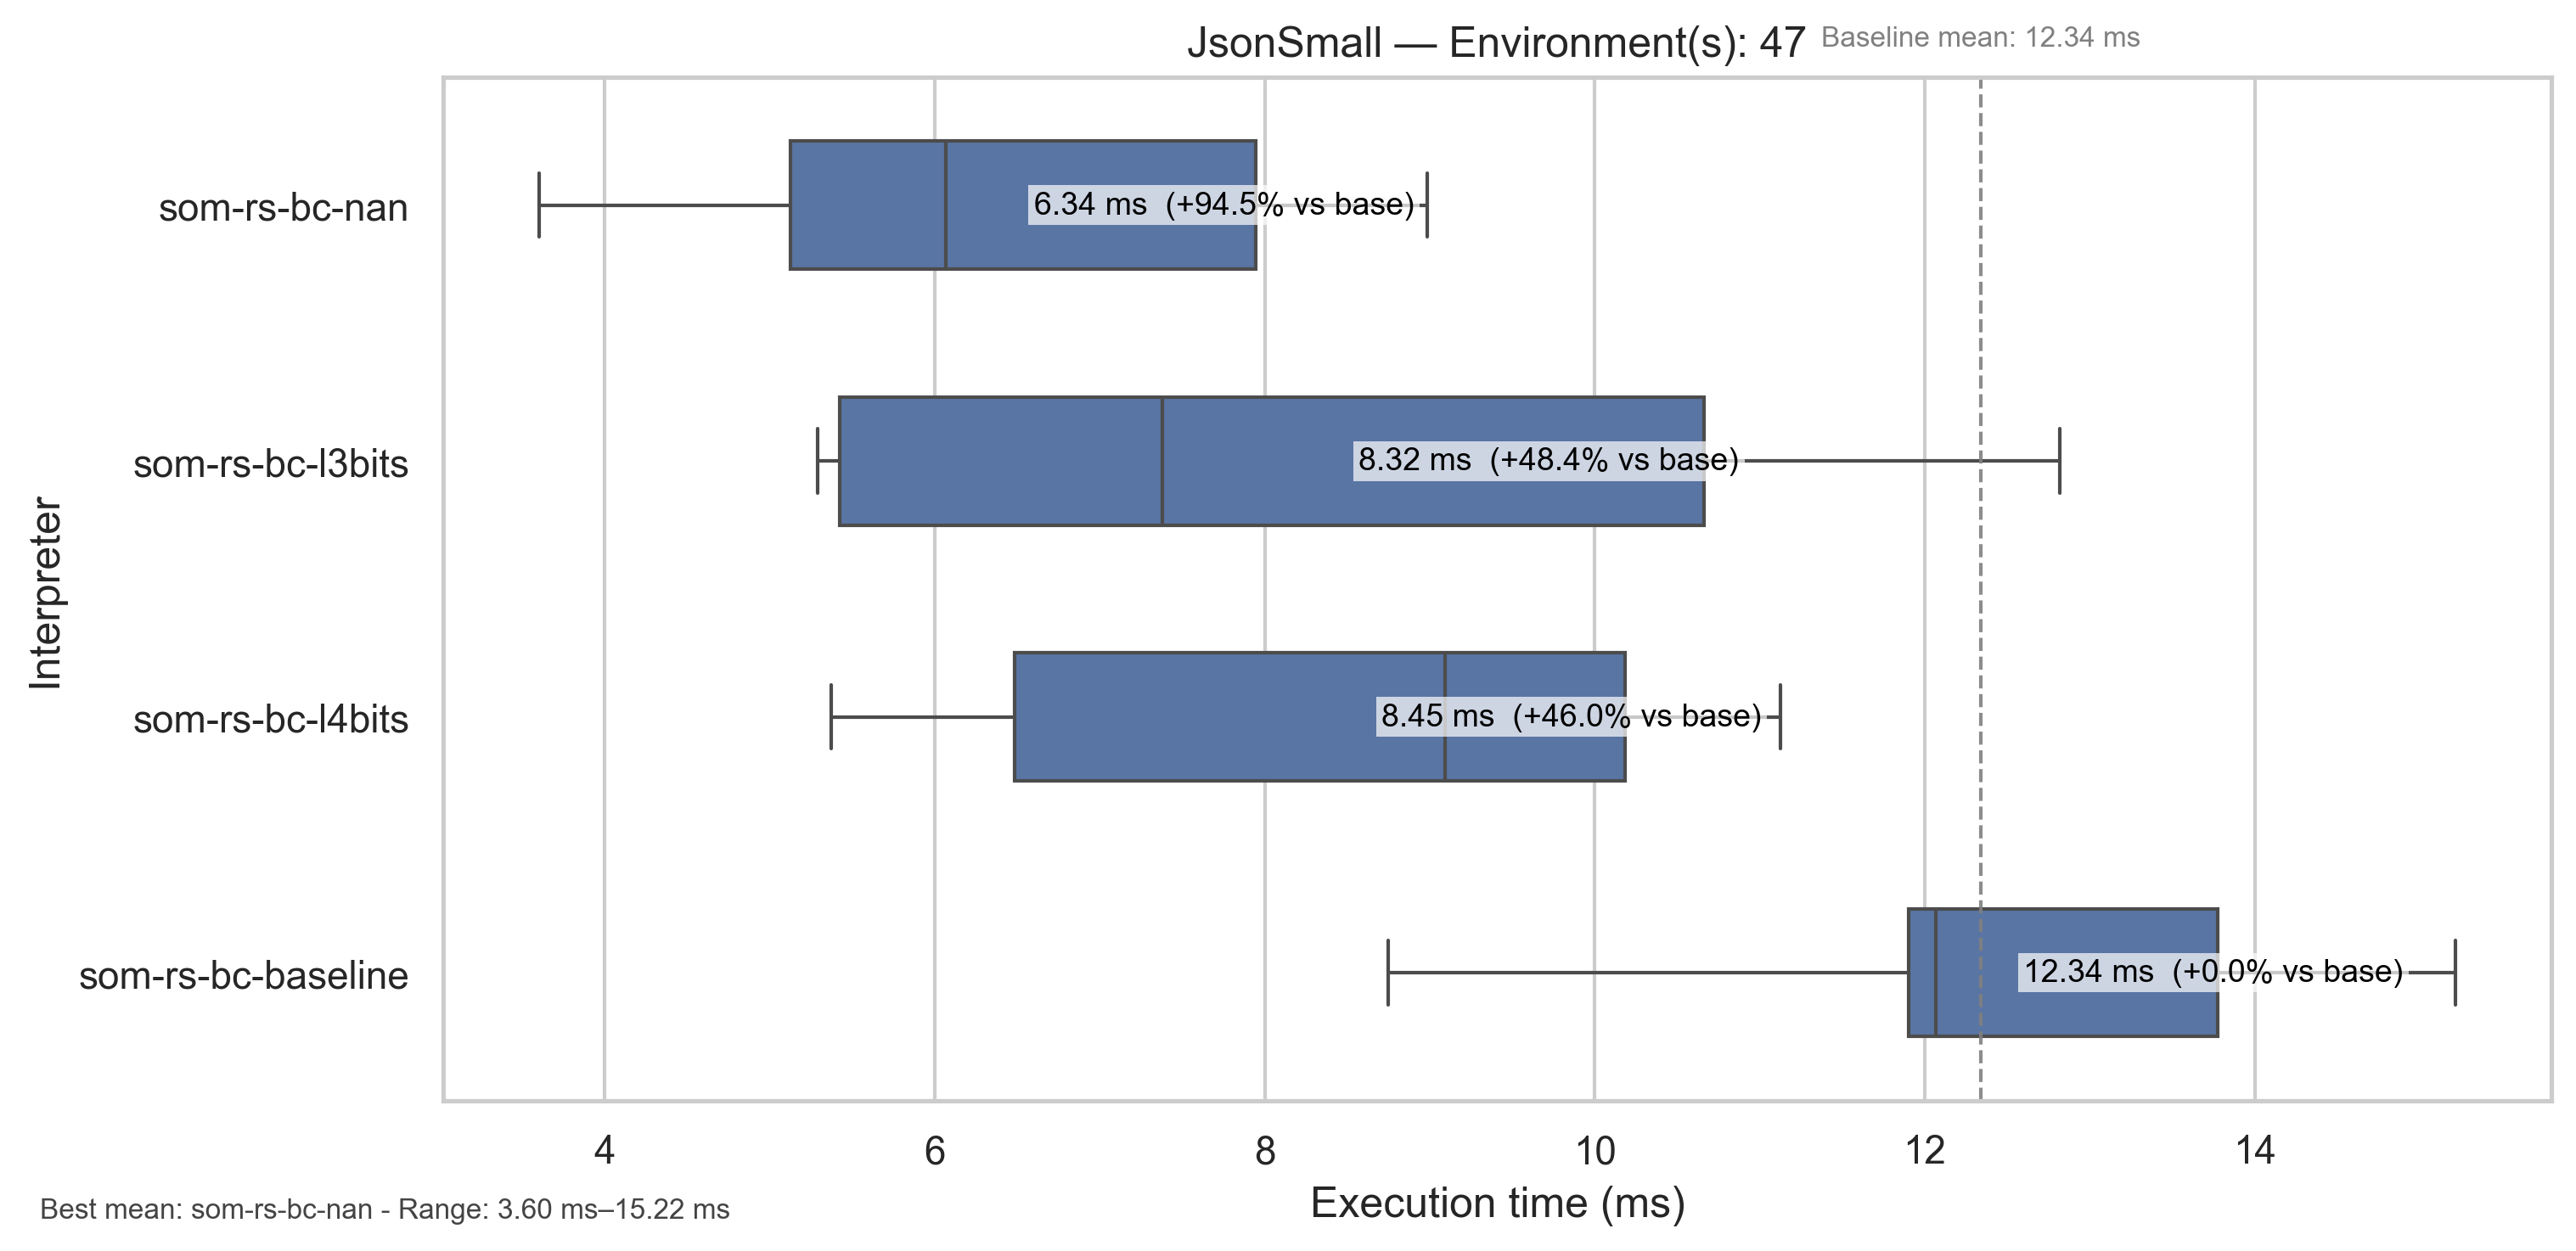 JsonSmall — Environment(s): 47
Baseline mean: 12.34 ms
Interpreter
som-rs-bc-nan
6.34 ms  (+94.5% vs base)
som-rs-bc-l3bits
8.32 ms  (+48.4% vs base)
som-rs-bc-l4bits
8.45 ms  (+46.0% vs base)
som-rs-bc-baseline
12.34 ms  (+0.0% vs base)
4 6 8 10 12 14
Execution time (ms)
Best mean: som-rs-bc-nan - Range: 3.60 ms–15.22 ms